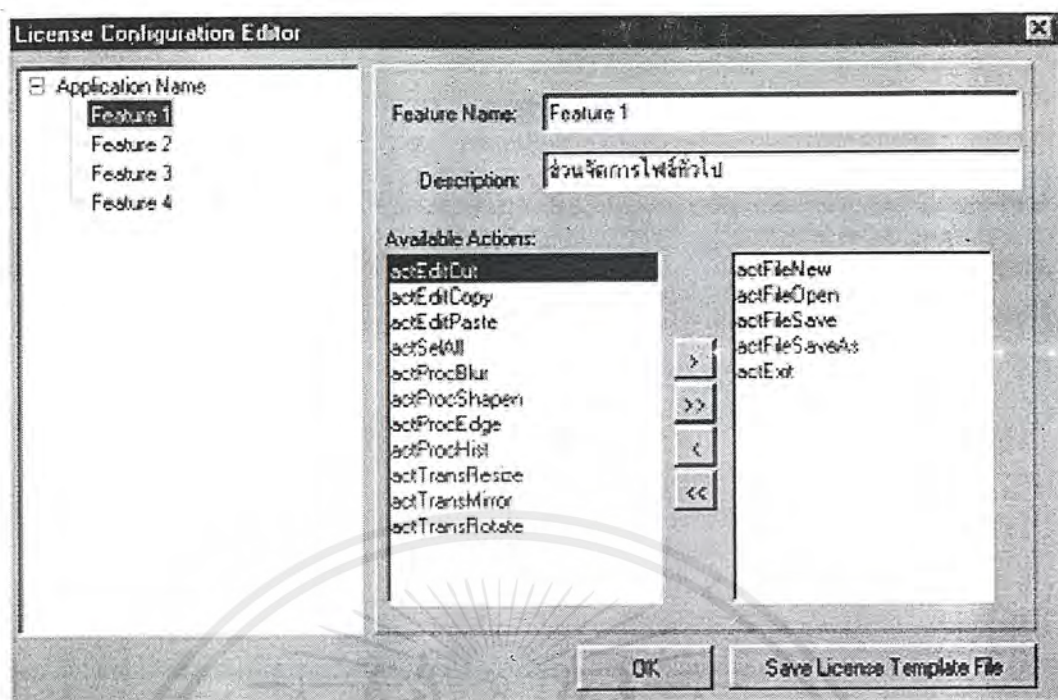 License Configuration Editor
Application Name
Feature 1
Feature 2
Feature 3
Feature 4
Feature Name: Feature 1
Description: ส่วนจัดการไฟล์ทั่วไป
Available Actions:
actEditCut
actEditCopy
actEditPaste
actSelAll
actProcBlur
actProcShapen
actProcEdge
actProcHist
actTransResize
actTransMirror
actTransRotate
>
>>
<
<<
actFileNew
actFileOpen
actFileSave
actFileSaveAs
actExit
OK
Save License Template File